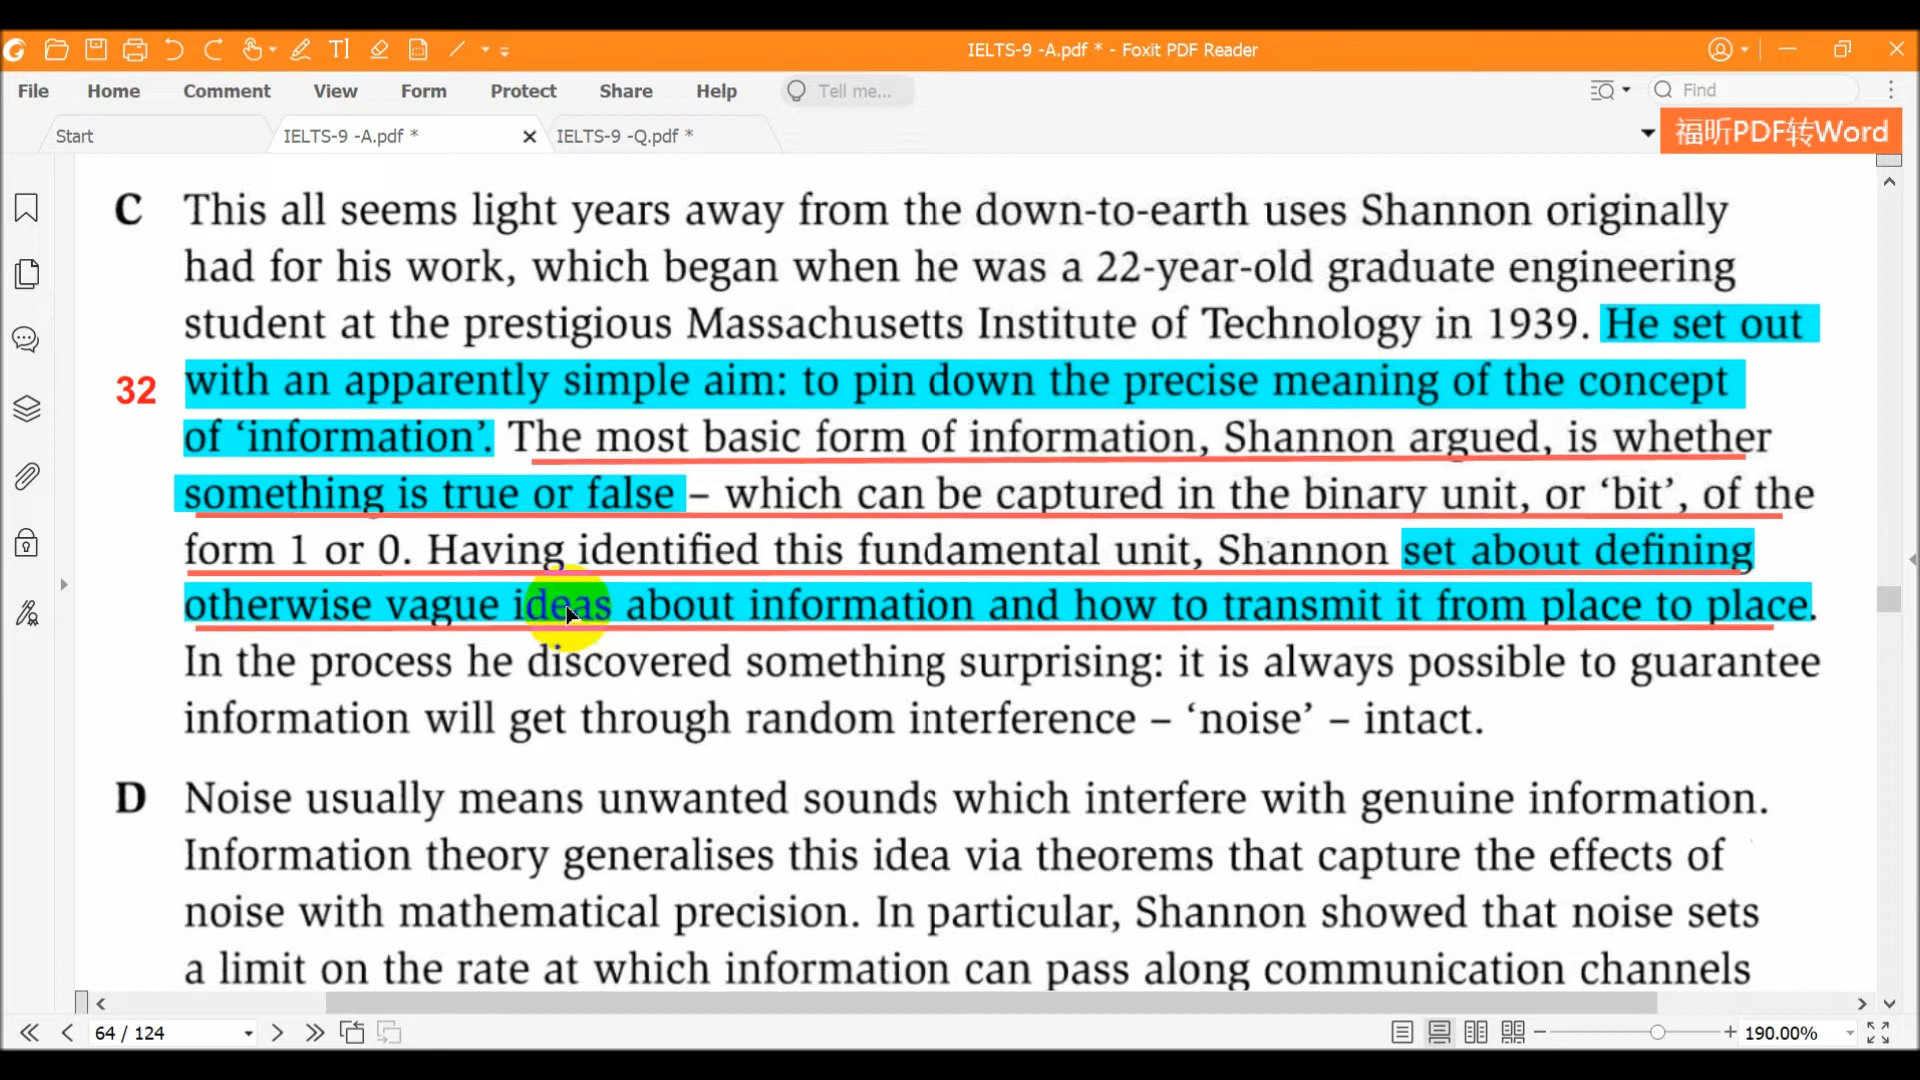 TI
IELTS-9 -A.pdf * - Foxit PDF Reader
File Home Comment View Form Protect Share Help Tell me... Find
Start IELTS-9 -A.pdf * IELTS-9 -Q.pdf * 福昕PDF转Word
C This all seems light years away from the down-to-earth uses Shannon originally
had for his work, which began when he was a 22-year-old graduate engineering
student at the prestigious Massachusetts Institute of Technology in 1939. He set out
32 with an apparently simple aim: to pin down the precise meaning of the concept
of ‘information’. The most basic form of information, Shannon argued, is whether
something is true or false – which can be captured in the binary unit, or ‘bit’, of the
form 1 or 0. Having identified this fundamental unit, Shannon set about defining
otherwise vague ideas about information and how to transmit it from place to place.
In the process he discovered something surprising: it is always possible to guarantee
information will get through random interference – ‘noise’ – intact.
D Noise usually means unwanted sounds which interfere with genuine information.
Information theory generalises this idea via theorems that capture the effects of
noise with mathematical precision. In particular, Shannon showed that noise sets
a limit on the rate at which information can pass along communication channels
64 / 124 190.00%